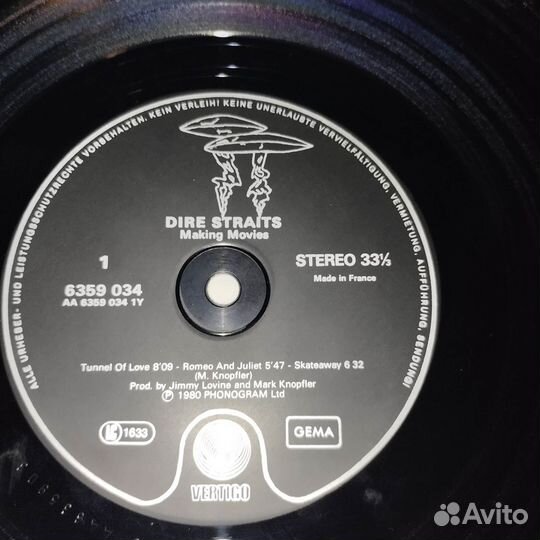 ALLE URHEBER- UND LEISTUNGSSCHUTZRECHTE VORBEHALTEN. KEIN VERLEIH! KEINE UNERLAUBTE VERVIELFÄLTIGUNG, VERMIETUNG, AUFFÜHRUNG, SENDUNG!
DIRE STRAITS
Making Movies
1
STEREO 33⅓
6359 034
Made in France
AA 6359 034 1Y
Tunnel Of Love 8'09 - Romeo And Juliet 5'47 - Skateaway 6 32
(M. Knopfler)
Prod. by Jimmy Lovine and Mark Knopfler
Ⓟ 1980 PHONOGRAM Ltd
1633
GEMA
VERTIGO
Avito